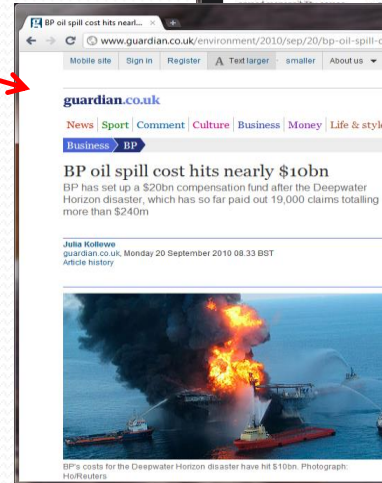 BP oil spill cost hits nearl...
www.guardian.co.uk/environment/2010/sep/20/bp-oil-spill-c
Mobile site Sign in Register A Text larger smaller About us
guardian.co.uk
News Sport Comment Culture Business Money Life & style
Business BP
BP oil spill cost hits nearly $10bn
BP has set up a $20bn compensation fund after the Deepwater
Horizon disaster, which has so far paid out 19,000 claims totalling
more than $240m
Julia Kollewe
guardian.co.uk, Monday 20 September 2010 08.33 BST
Article history
BP's costs for the Deepwater Horizon disaster have hit $10bn. Photograph:
Ho/Reuters